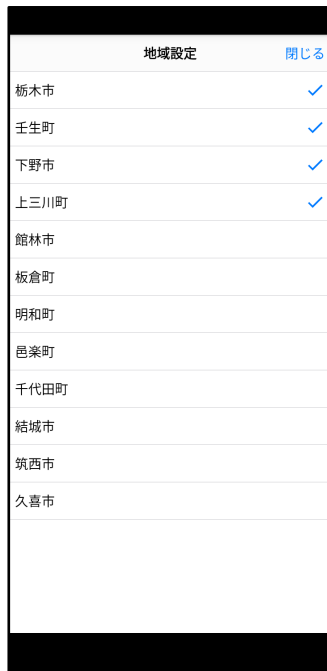 地域設定 閉じる
栃木市
壬生町
下野市
上三川町
館林市
板倉町
明和町
邑楽町
千代田町
結城市
筑西市
久喜市